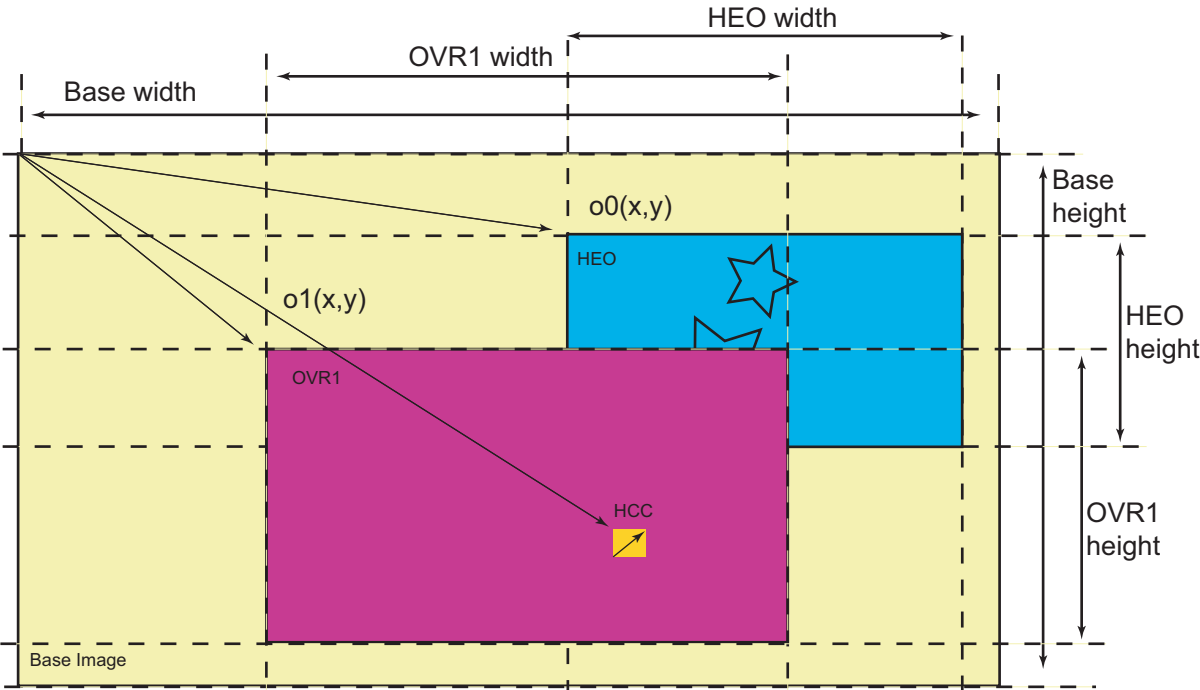 HEO width
OVR1 width
Base width
Base
height
o0(x,y)
HEO
o1(x,y)
HEO
height
OVR1
HCC
OVR1
height
Base Image